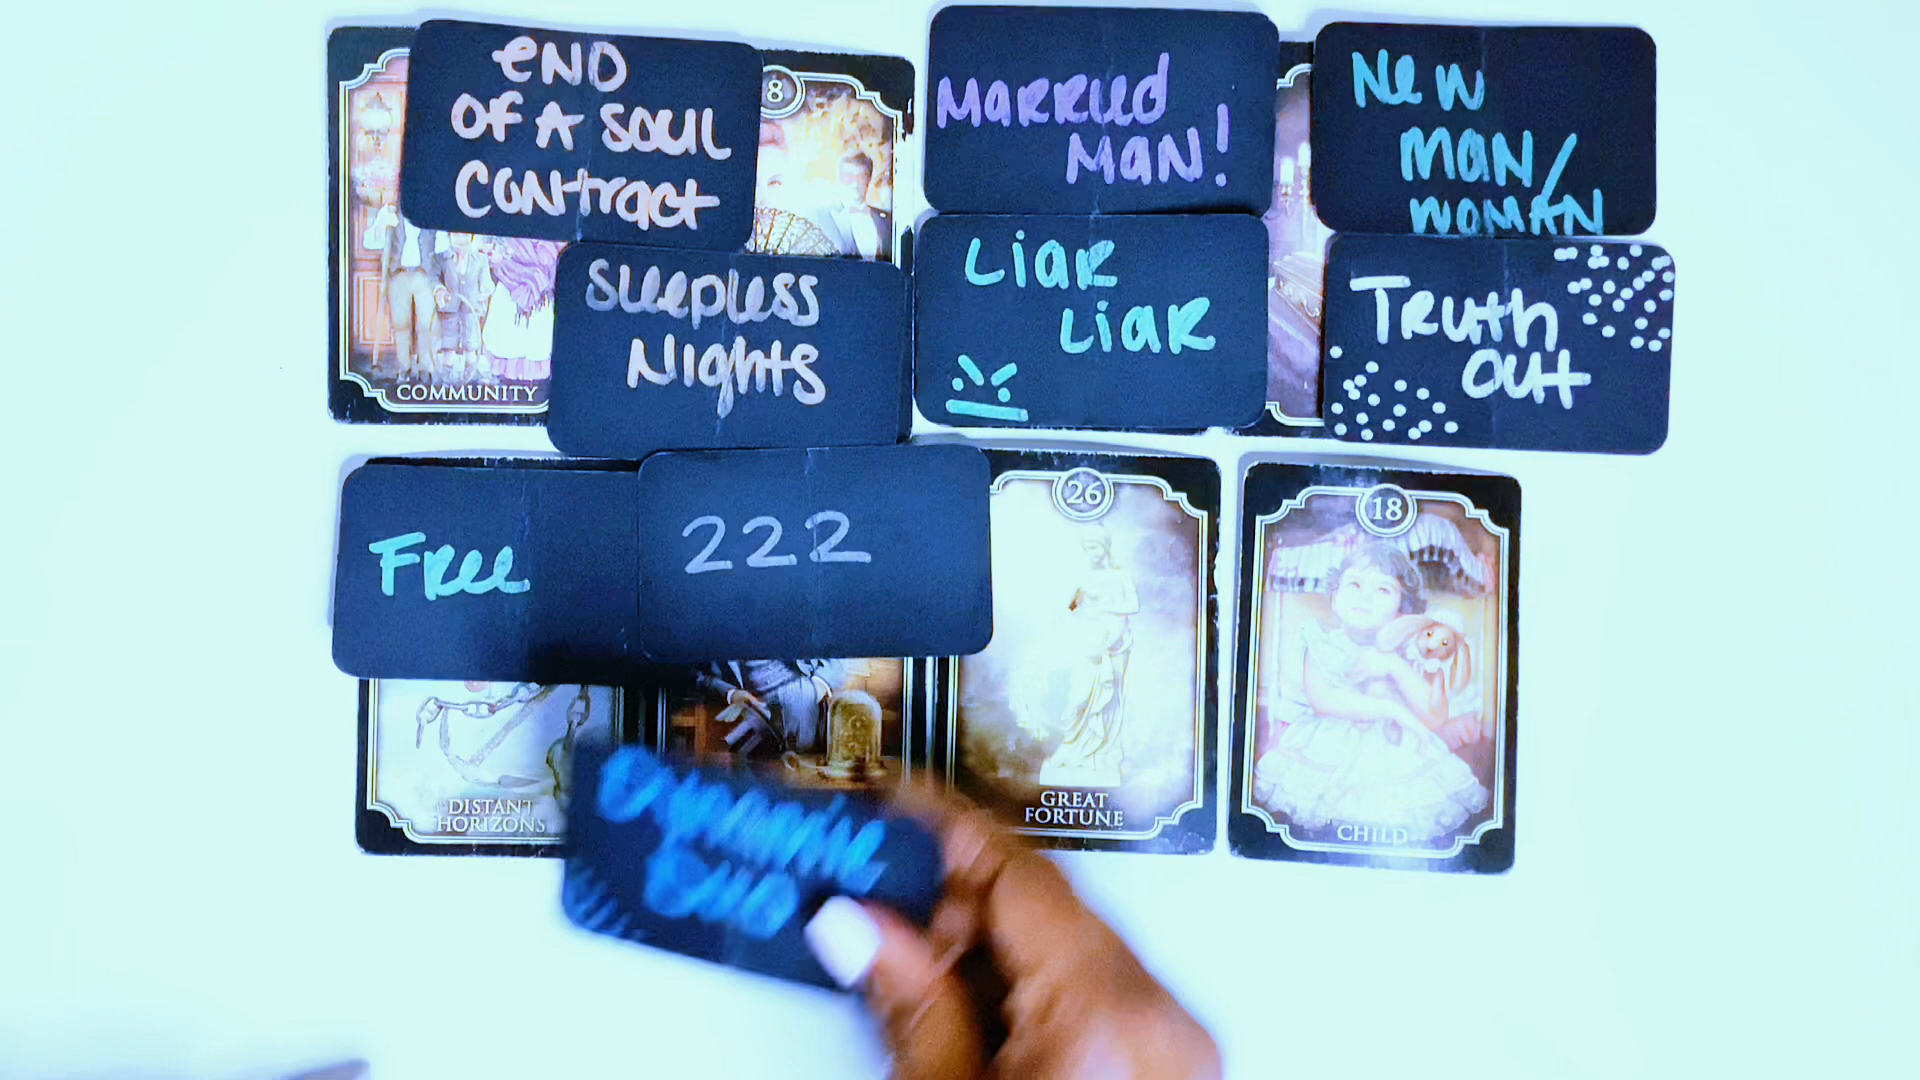 END
OF A SOUL
CONTRACT
8
MARRIED
MAN!
NEW
MAN/
WOMAN
SLEEPLESS
NIGHTS
LIAR
LIAR
TRUTH
OUT
COMMUNITY
FREE
222
26
18
DISTANT
HORIZONS
GREAT
FORTUNE
CHILD